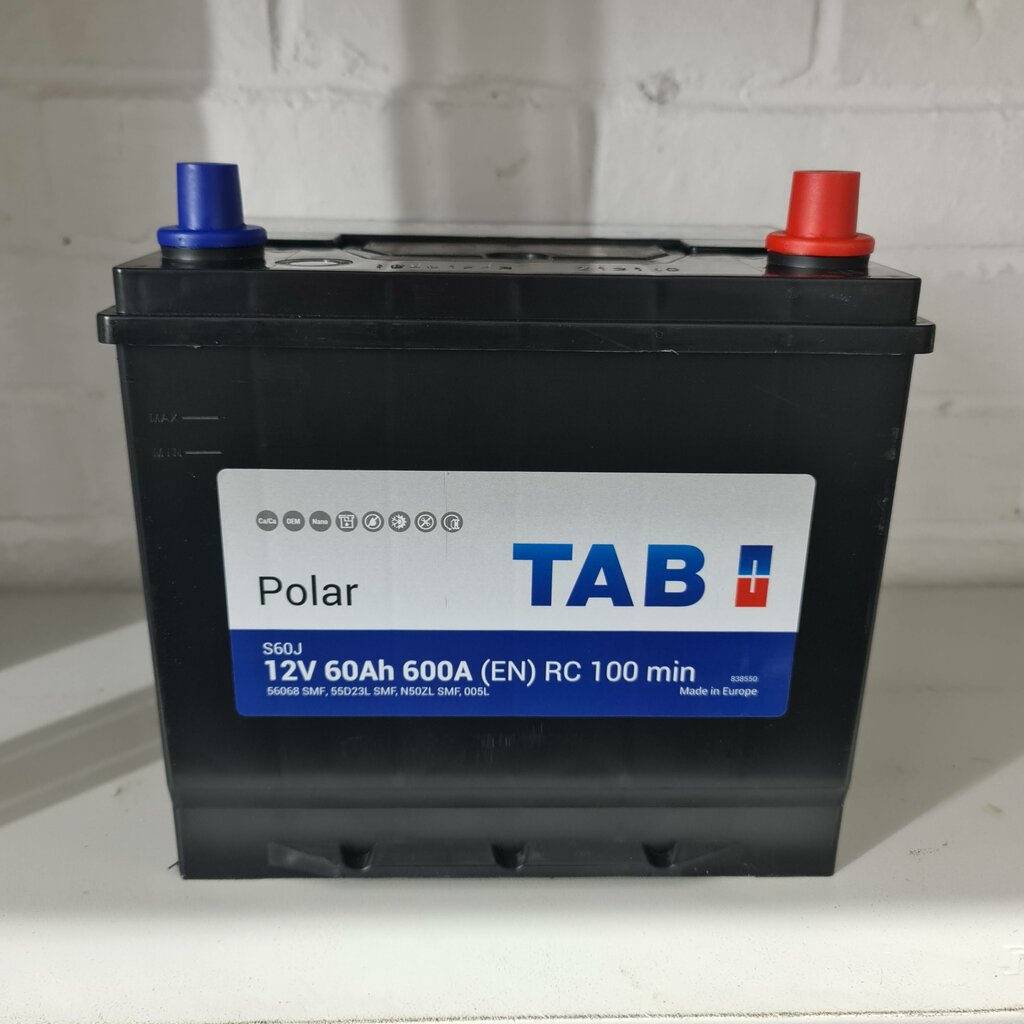 MAX
MIN
Ca/Ca OEM Nano
Polar
TAB
S60J
12V 60Ah 600A (EN) RC 100 min
838550
56068 SMF, 55D23L SMF, N50ZL SMF, 005L
Made in Europe